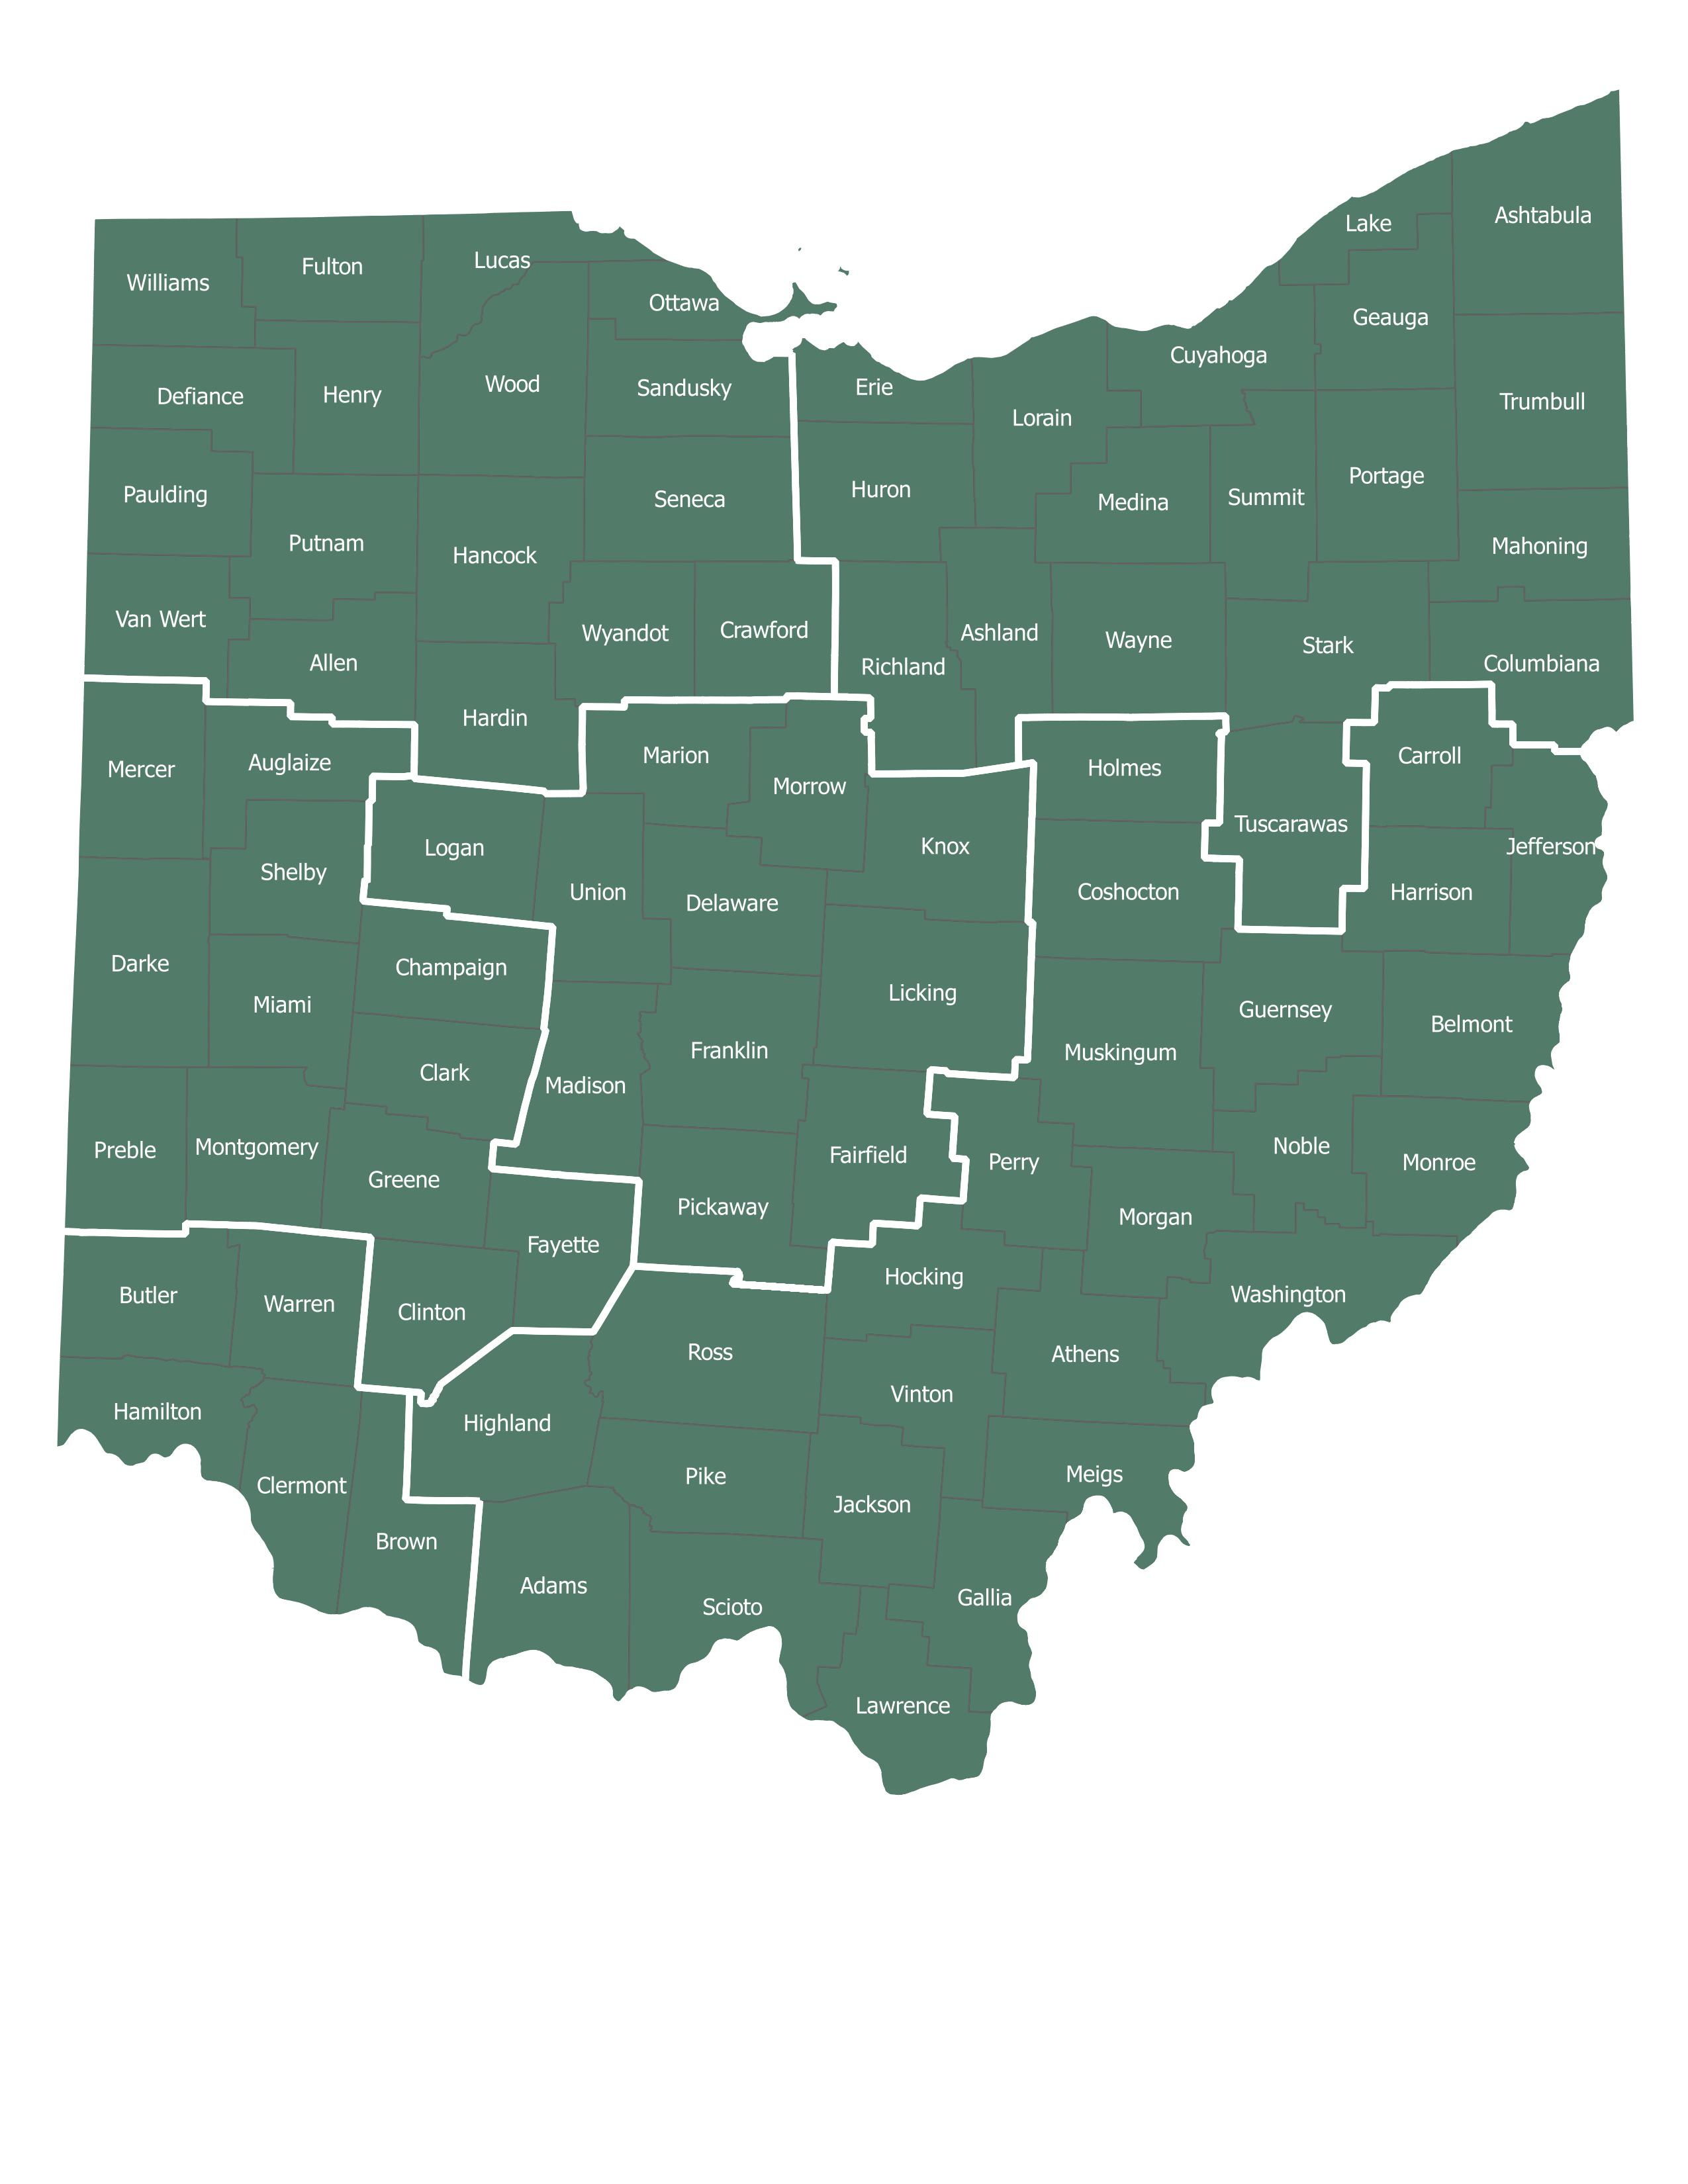 Ashtabula
Lake
Lucas
Fulton
Williams
Ottawa
Geauga
Cuyahoga
Wood
Sandusky
Erie
Henry
Defiance
Trumbull
Lorain
Portage
Huron
Paulding
Summit
Seneca
Medina
Putnam
Mahoning
Hancock
Van Wert
Crawford
Wyandot
Ashland
Wayne
Stark
Allen
Richland
Columbiana
Hardin
Marion
Carroll
Auglaize
Mercer
Holmes
Morrow
Tuscarawas
Knox
Jefferson
Logan
Shelby
Union
Coshocton
Harrison
Delaware
Darke
Champaign
Licking
Miami
Guernsey
Belmont
Franklin
Muskingum
Clark
Madison
Noble
Montgomery
Preble
Fairfield
Perry
Monroe
Greene
Pickaway
Morgan
Fayette
Hocking
Washington
Butler
Warren
Clinton
Ross
Athens
Vinton
Hamilton
Highland
Meigs
Pike
Clermont
Jackson
Brown
Adams
Gallia
Scioto
Lawrence